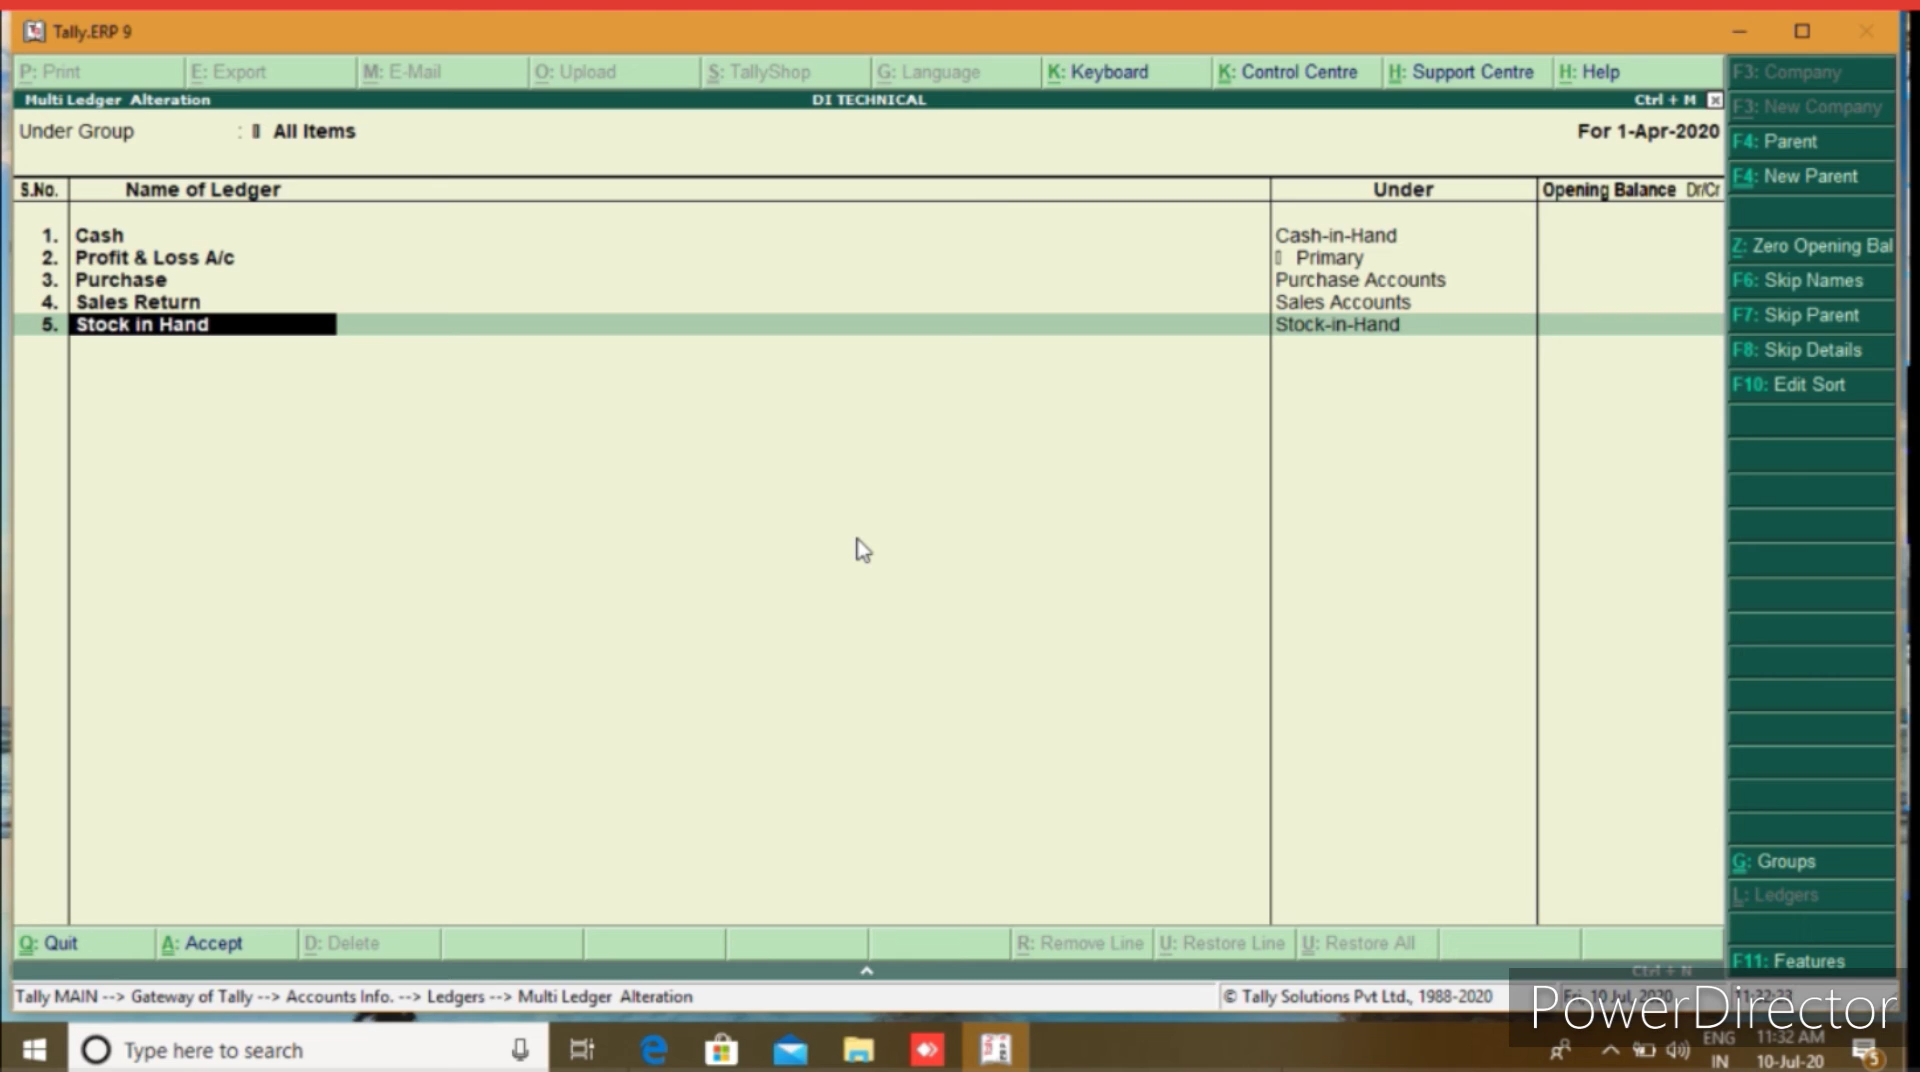 Tally.ERP 9
P: Print E: Export M: E-Mail O: Upload S: TallyShop G: Language K: Keyboard K: Control Centre H: Support Centre H: Help F3: Company
Multi Ledger Alteration DI TECHNICAL Ctrl + M
F3: New Company
Under Group : All Items For 1-Apr-2020
F4: Parent
F4: New Parent
S.No. Name of Ledger Under Opening Balance Dr/Cr
1. Cash Cash-in-Hand
2. Profit & Loss A/c Primary
3. Purchase Purchase Accounts
4. Sales Return Sales Accounts
5. Stock in Hand Stock-in-Hand
Z: Zero Opening Bal
F6: Skip Names
F7: Skip Parent
F8: Skip Details
F10: Edit Sort
G: Groups
L: Ledgers
Q: Quit A: Accept D: Delete R: Remove Line U: Restore Line U: Restore All
F11: Features
Ctrl + N
Tally MAIN --> Gateway of Tally --> Accounts Info. --> Ledgers --> Multi Ledger Alteration © Tally Solutions Pvt Ltd., 1988-2020 Fri, 10 Jul, 2020
PowerDirector
Type here to search ENG 11:32 AM
IN 10-Jul-20 5